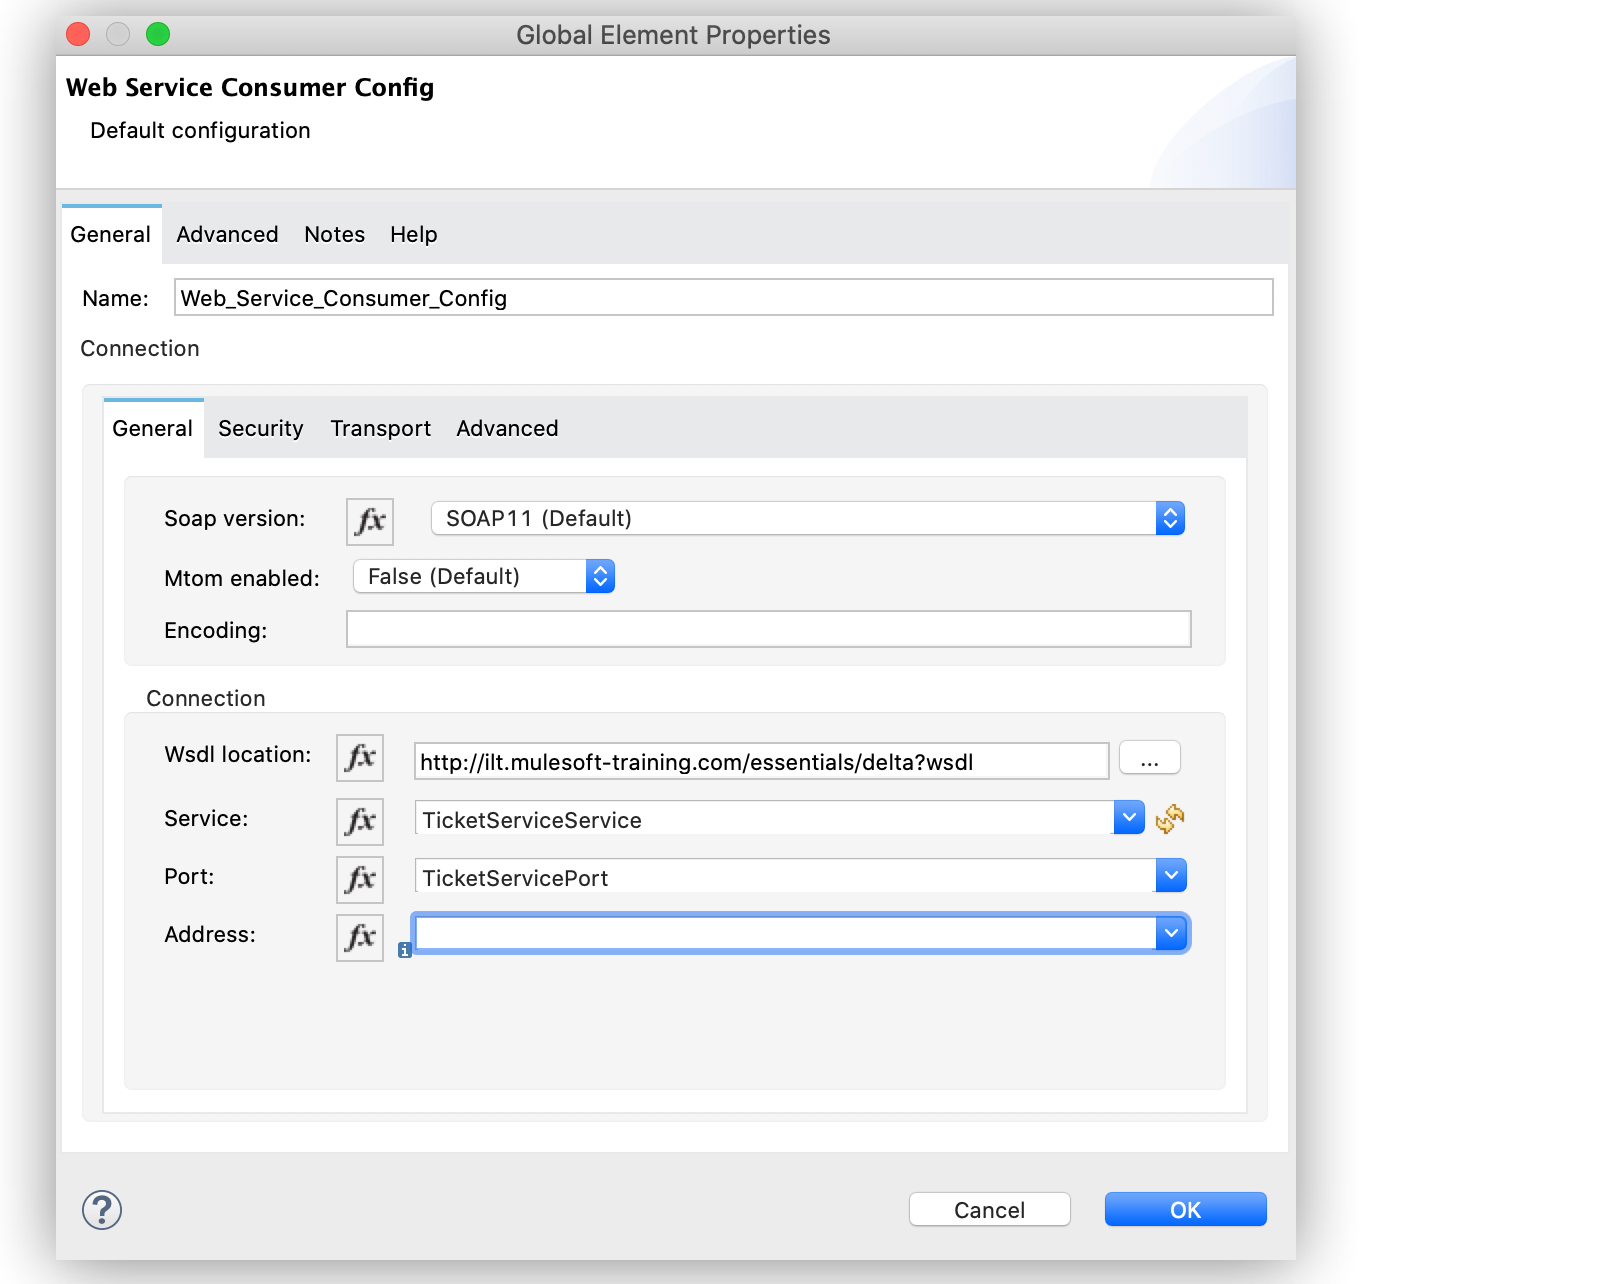 Global Element Properties
Web Service Consumer Config
Default configuration
General Advanced Notes Help
Name: Web_Service_Consumer_Config
Connection
General Security Transport Advanced
Soap version: fx SOAP11 (Default)
Mtom enabled: False (Default)
Encoding:
Connection
Wsdl location: fx http://ilt.mulesoft-training.com/essentials/delta?wsdl ...
Service: fx TicketServiceService
Port: fx TicketServicePort
Address: fx i
? Cancel OK